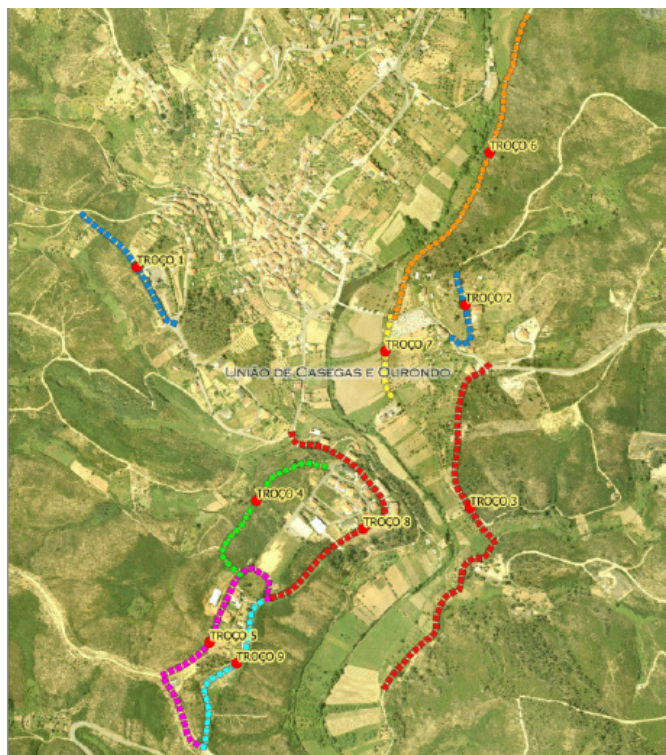 TROÇO 6
TROÇO 1
TROÇO 2
TROÇO 7
UNIÃO DE CASEGAS E OURONDO
TROÇO 4
TROÇO 3
TROÇO 8
TROÇO 5
TROÇO 9